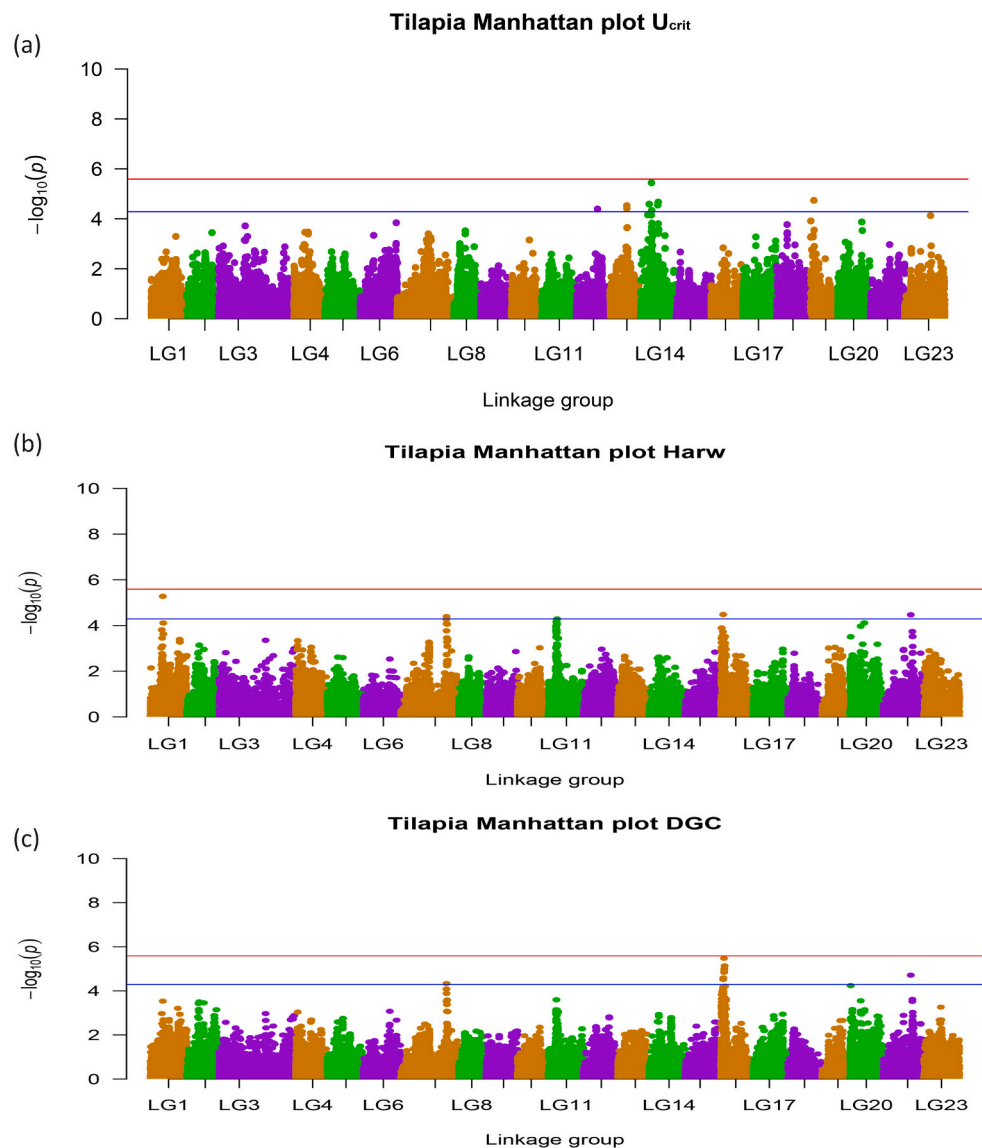 Tilapia Manhattan plot Ucrit
(a)
10
8
6
4
2
0
−log10(p)
LG1 LG3 LG4 LG6 LG8 LG11 LG14 LG17 LG20 LG23
Linkage group
(b)
Tilapia Manhattan plot Harw
10
8
6
4
2
0
−log10(p)
LG1 LG3 LG4 LG6 LG8 LG11 LG14 LG17 LG20 LG23
Linkage group
(c)
Tilapia Manhattan plot DGC
10
8
6
4
2
0
−log10(p)
LG1 LG3 LG4 LG6 LG8 LG11 LG14 LG17 LG20 LG23
Linkage group